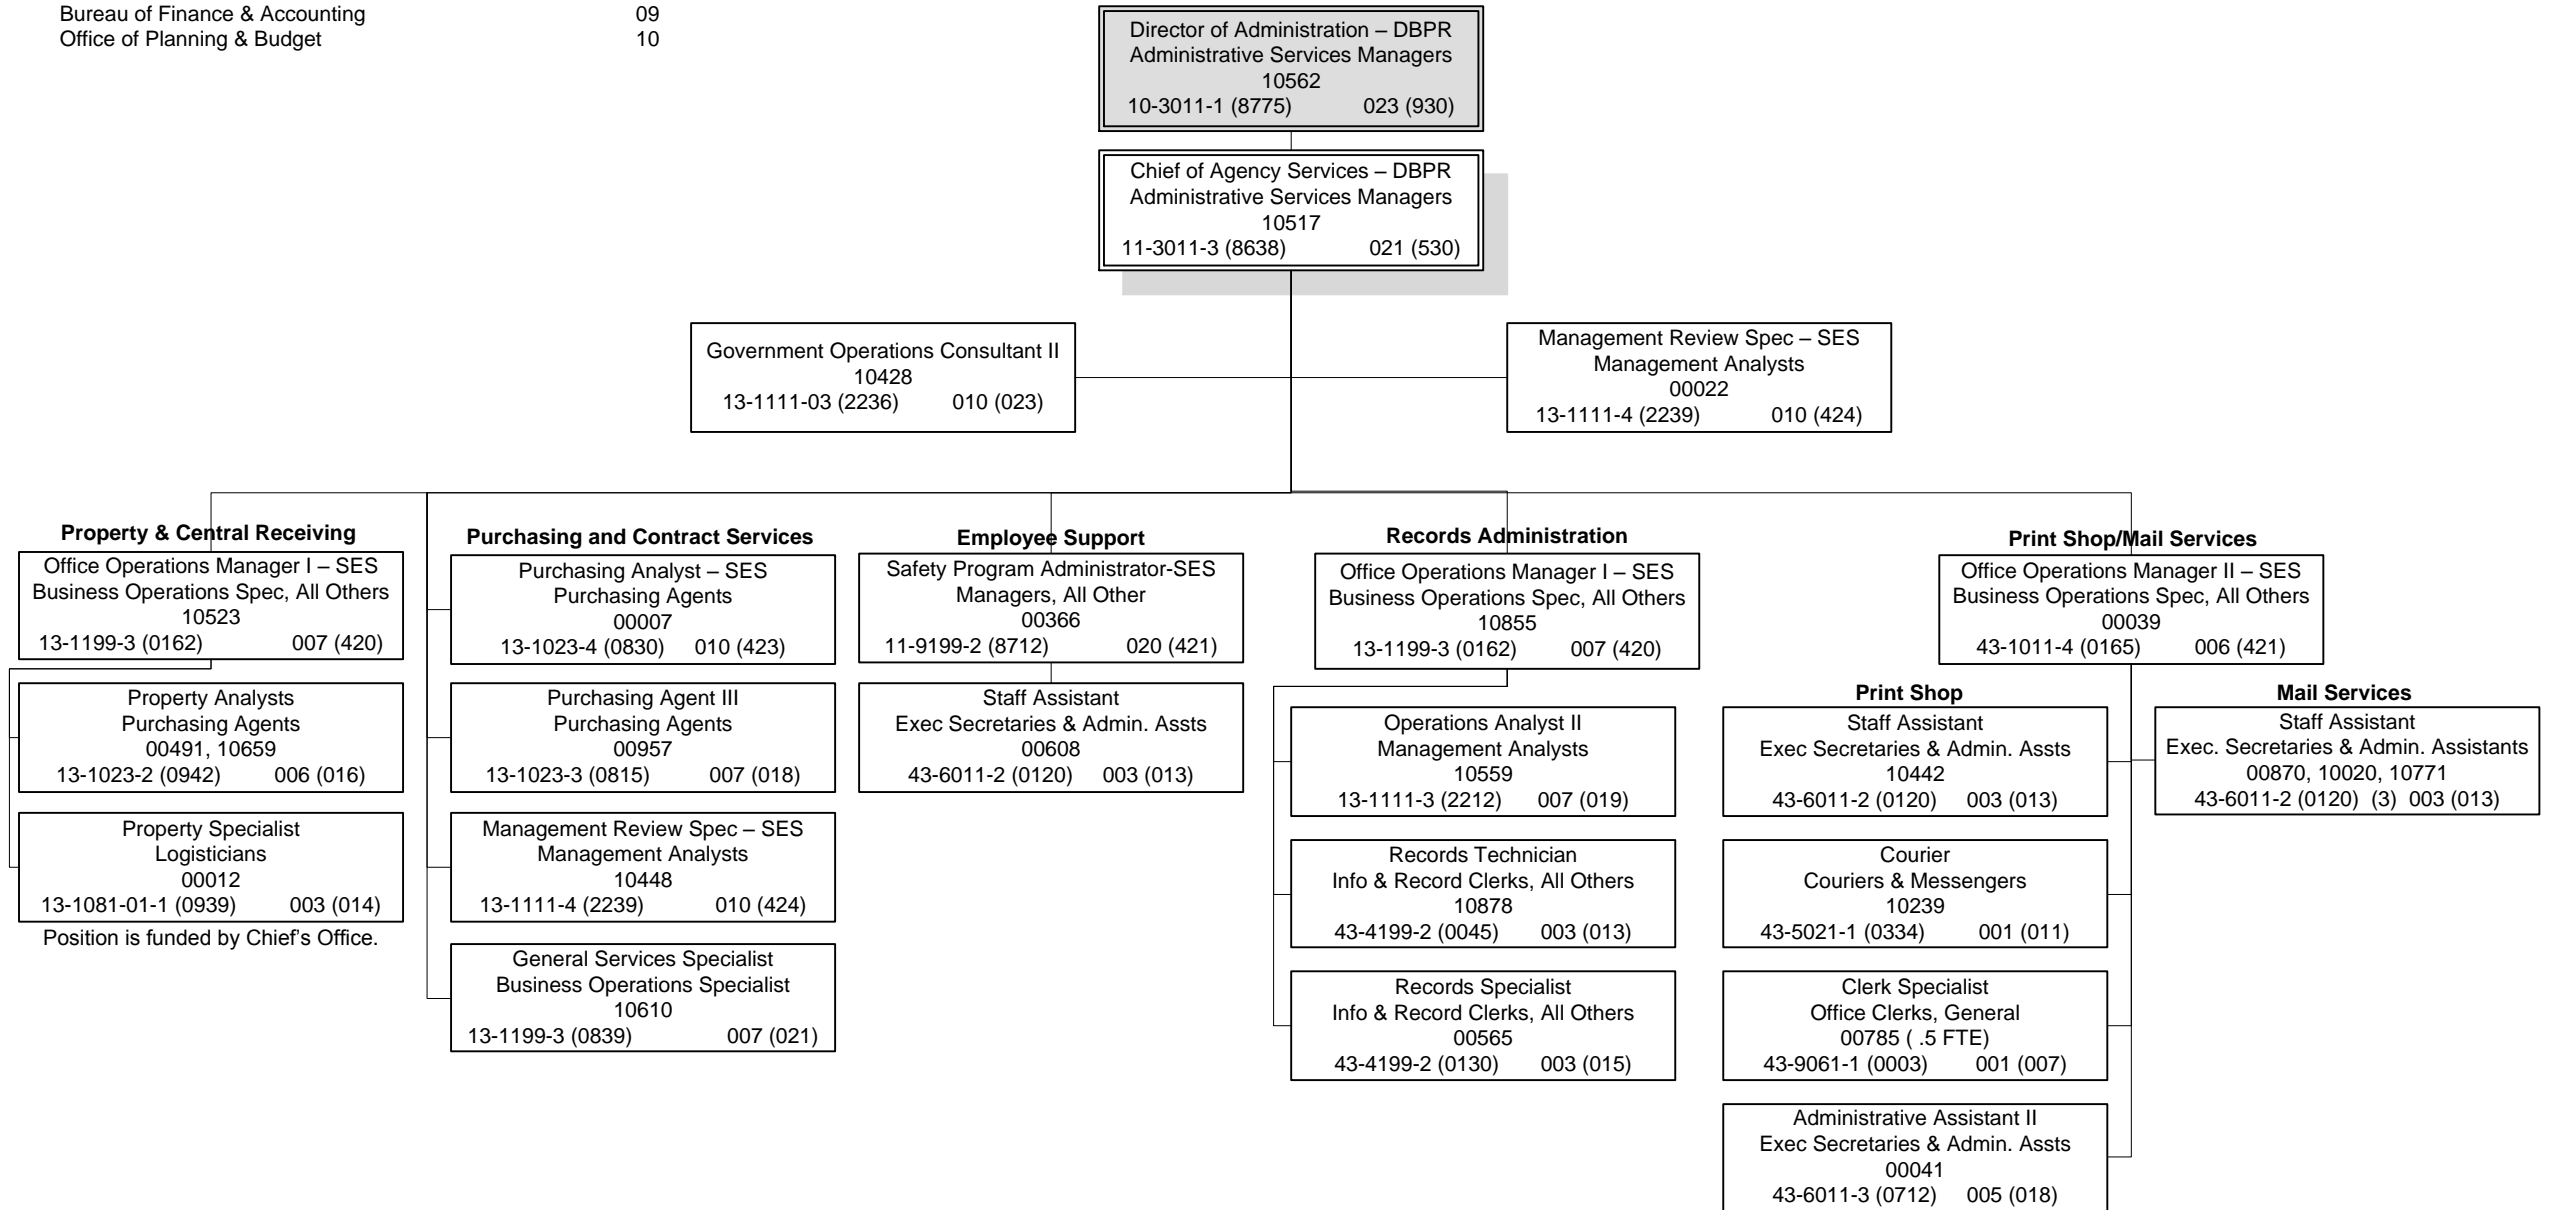 Bureau of Finance & Accounting 09
Office of Planning & Budget 10
Director of Administration – DBPR
Administrative Services Managers
10562
10-3011-1 (8775) 023 (930)
Chief of Agency Services – DBPR
Administrative Services Managers
10517
11-3011-3 (8638) 021 (530)
Government Operations Consultant II
10428
13-1111-03 (2236) 010 (023)
Management Review Spec – SES
Management Analysts
00022
13-1111-4 (2239) 010 (424)
Property & Central Receiving
Office Operations Manager I – SES
Business Operations Spec, All Others
10523
13-1199-3 (0162) 007 (420)
Property Analysts
Purchasing Agents
00491, 10659
13-1023-2 (0942) 006 (016)
Property Specialist
Logisticians
00012
13-1081-01-1 (0939) 003 (014)
Position is funded by Chief’s Office.
Purchasing and Contract Services
Purchasing Analyst – SES
Purchasing Agents
00007
13-1023-4 (0830) 010 (423)
Purchasing Agent III
Purchasing Agents
00957
13-1023-3 (0815) 007 (018)
Management Review Spec – SES
Management Analysts
10448
13-1111-4 (2239) 010 (424)
General Services Specialist
Business Operations Specialist
10610
13-1199-3 (0839) 007 (021)
Employee Support
Safety Program Administrator-SES
Managers, All Other
00366
11-9199-2 (8712) 020 (421)
Staff Assistant
Exec Secretaries & Admin. Assts
00608
43-6011-2 (0120) 003 (013)
Records Administration
Office Operations Manager I – SES
Business Operations Spec, All Others
10855
13-1199-3 (0162) 007 (420)
Operations Analyst II
Management Analysts
10559
13-1111-3 (2212) 007 (019)
Records Technician
Info & Record Clerks, All Others
10878
43-4199-2 (0045) 003 (013)
Records Specialist
Info & Record Clerks, All Others
00565
43-4199-2 (0130) 003 (015)
Print Shop/Mail Services
Office Operations Manager II – SES
Business Operations Spec, All Others
00039
43-1011-4 (0165) 006 (421)
Print Shop
Staff Assistant
Exec Secretaries & Admin. Assts
10442
43-6011-2 (0120) 003 (013)
Courier
Couriers & Messengers
10239
43-5021-1 (0334) 001 (011)
Clerk Specialist
Office Clerks, General
00785 ( .5 FTE)
43-9061-1 (0003) 001 (007)
Administrative Assistant II
Exec Secretaries & Admin. Assts
00041
43-6011-3 (0712) 005 (018)
Mail Services
Staff Assistant
Exec. Secretaries & Admin. Assistants
00870, 10020, 10771
43-6011-2 (0120) (3) 003 (013)